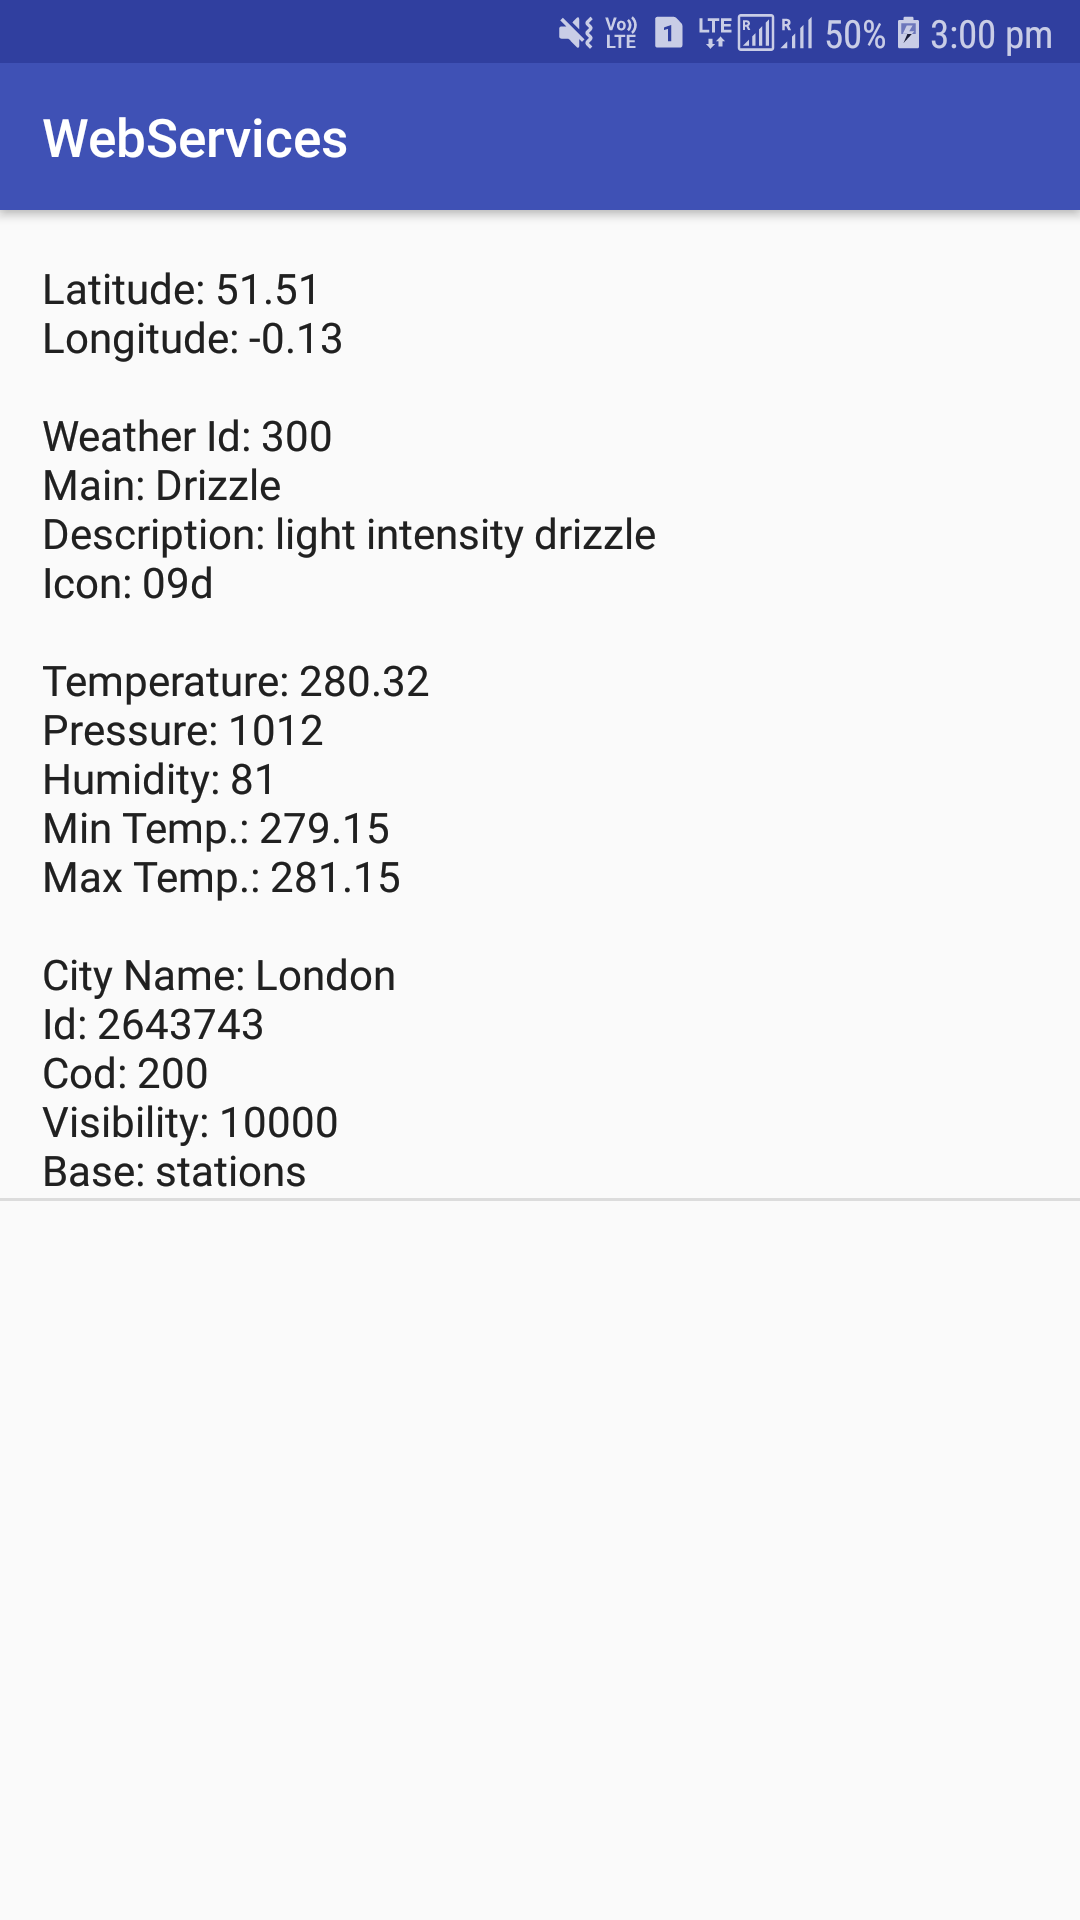 Vo)) LTE 1 LTE R R 50% 3:00 pm
WebServices
Latitude: 51.51
Longitude: -0.13
Weather Id: 300
Main: Drizzle
Description: light intensity drizzle
Icon: 09d
Temperature: 280.32
Pressure: 1012
Humidity: 81
Min Temp.: 279.15
Max Temp.: 281.15
City Name: London
Id: 2643743
Cod: 200
Visibility: 10000
Base: stations